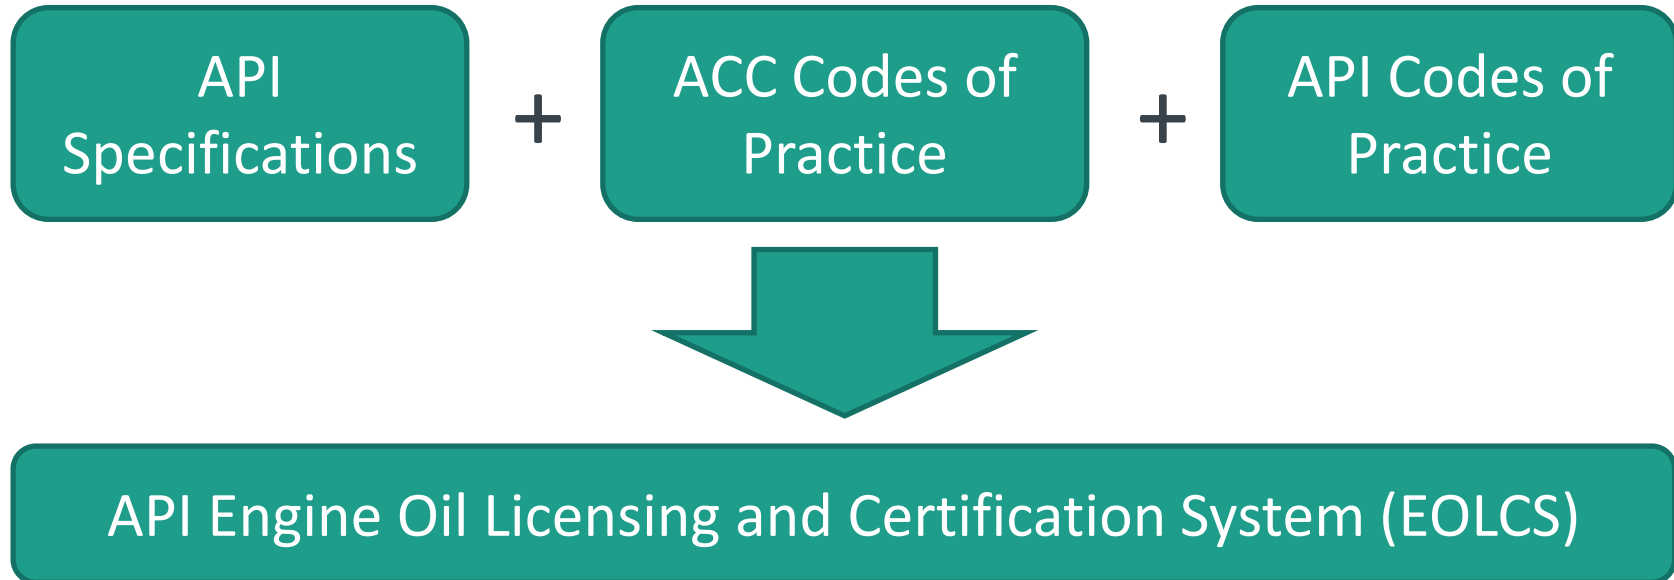 API
Specifications
+
ACC Codes of
Practice
+
API Codes of
Practice
API Engine Oil Licensing and Certification System (EOLCS)